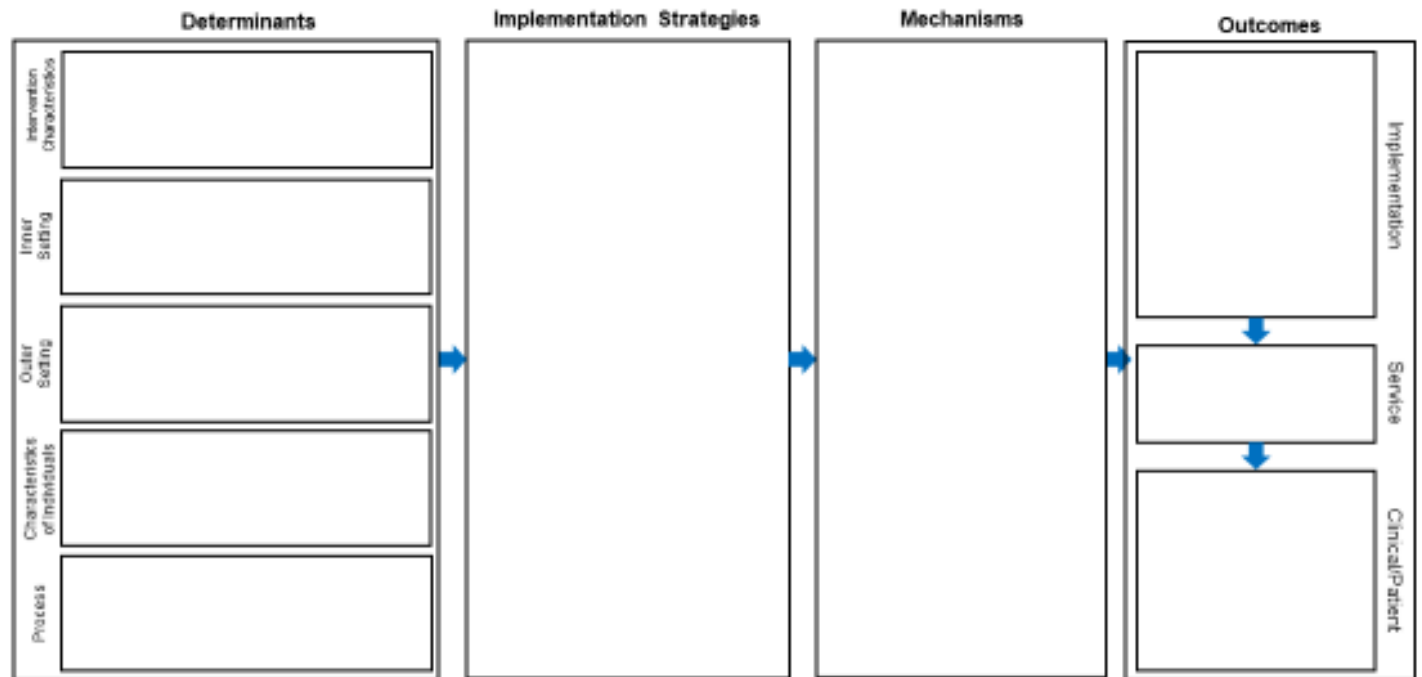 Determinants
Implementation Strategies
Mechanisms
Outcomes
Intervention
Characteristics
Inner
Setting
Outer
Setting
Characteristics
of Individuals
Process
Implementation
Service
Clinical/Patient